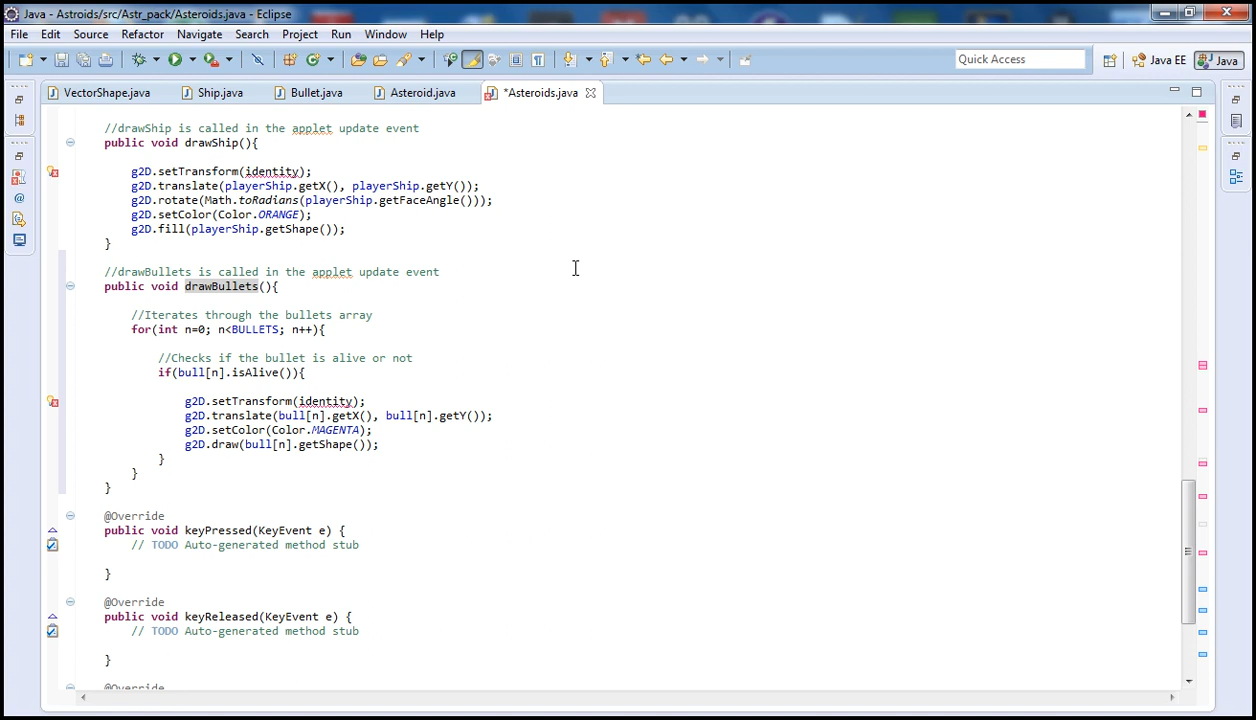 Java - Astroids/src/Astr_pack/Asteroids.java - Eclipse
File Edit Source Refactor Navigate Search Project Run Window Help
Quick Access Java EE Java
VectorShape.java Ship.java Bullet.java Asteroid.java *Asteroids.java
//drawShip is called in the applet update event
public void drawShip(){
g2D.setTransform(identity);
g2D.translate(playerShip.getX(), playerShip.getY());
g2D.rotate(Math.toRadians(playerShip.getFaceAngle()));
g2D.setColor(Color.ORANGE);
g2D.fill(playerShip.getShape());
}
//drawBullets is called in the applet update event
public void drawBullets(){
//Iterates through the bullets array
for(int n=0; n<BULLETS; n++){
//Checks if the bullet is alive or not
if(bull[n].isAlive()){
g2D.setTransform(identity);
g2D.translate(bull[n].getX(), bull[n].getY());
g2D.setColor(Color.MAGENTA);
g2D.draw(bull[n].getShape());
}
}
}
@Override
public void keyPressed(KeyEvent e) {
// TODO Auto-generated method stub
}
@Override
public void keyReleased(KeyEvent e) {
// TODO Auto-generated method stub
}
@Override